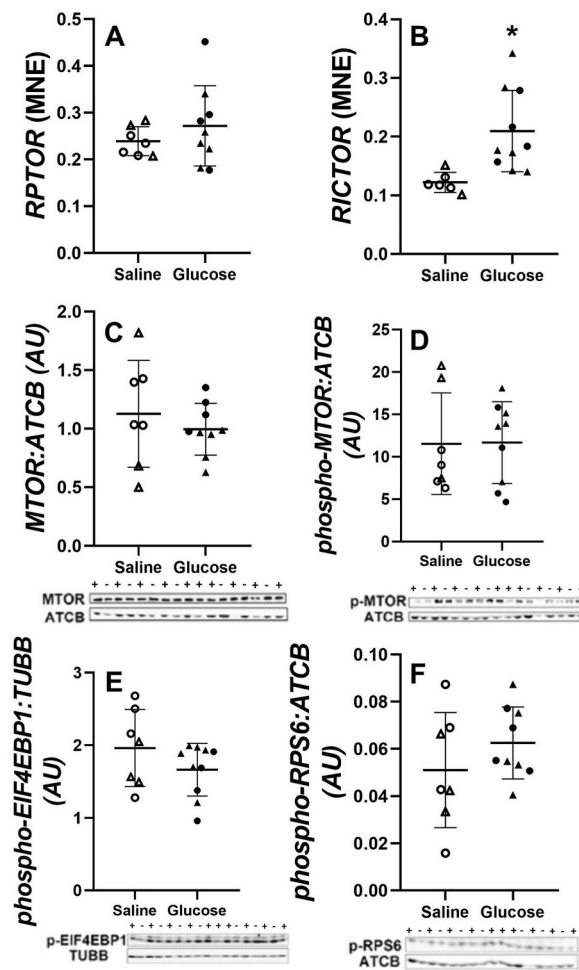 A
RPTOR (MNE)
0.5
0.4
0.3
0.2
0.1
0.0
Saline Glucose
B
*
RICTOR (MNE)
0.4
0.3
0.2
0.1
0.0
Saline Glucose
C
MTOR:ATCB (AU)
2.0
1.5
1.0
0.5
0.0
Saline Glucose
MTOR
ATCB
D
phospho-MTOR:ATCB
(AU)
25
20
15
10
5
0
Saline Glucose
p-MTOR
ATCB
E
phospho-EIF4EBP1:TUBB
(AU)
3
2
1
0
Saline Glucose
p-EIF4EBP1
TUBB
F
phospho-RPS6:ATCB
(AU)
0.10
0.08
0.06
0.04
0.02
0.00
Saline Glucose
p-RPS6
ATCB